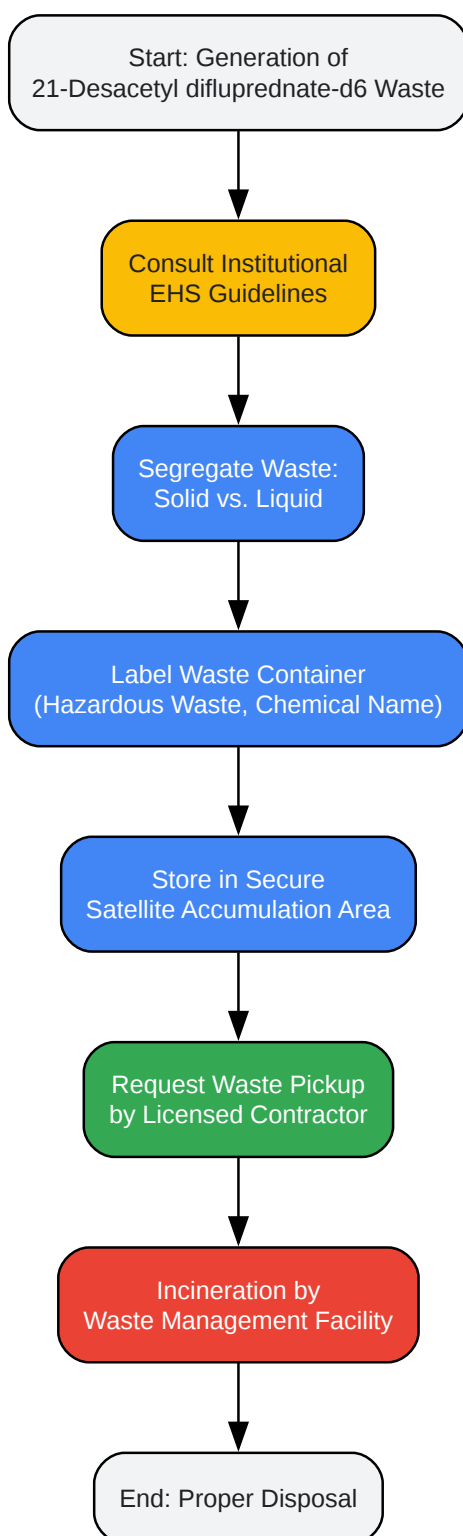 Start: Generation of
21-Desacetyl difluprednate-d6 Waste
Consult Institutional
EHS Guidelines
Segregate Waste:
Solid vs. Liquid
Label Waste Container
(Hazardous Waste, Chemical Name)
Store in Secure
Satellite Accumulation Area
Request Waste Pickup
by Licensed Contractor
Incineration by
Waste Management Facility
End: Proper Disposal